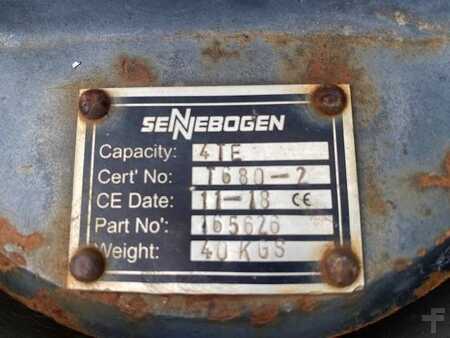 SENNEBOGEN
Capacity: 4TE
Cert' No: T680-2
CE Date: 11-18 CE
Part No': 165626
Weight: 40 KGS